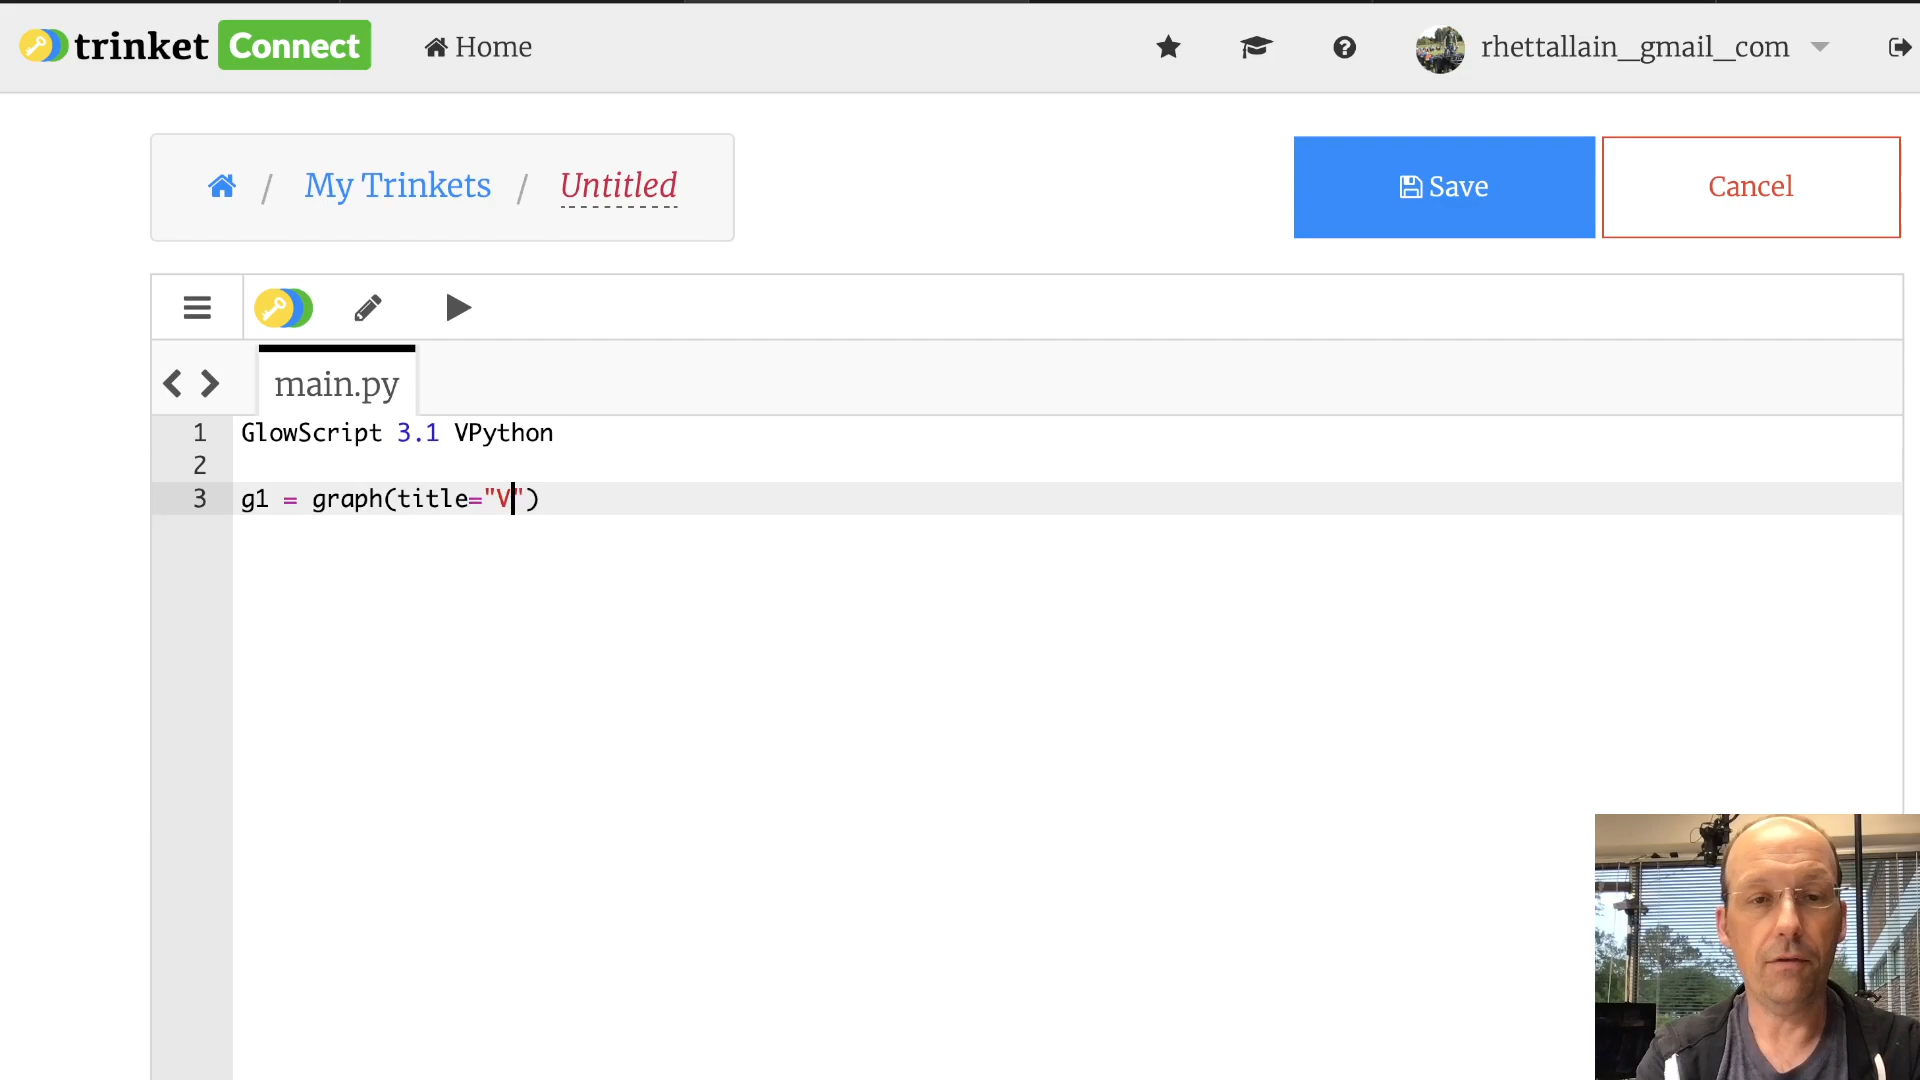 trinket Connect Home rhettallain_gmail_com
/ My Trinkets / Untitled
Save
Cancel
main.py
1 GlowScript 3.1 VPython
2
3 g1 = graph(title="V")